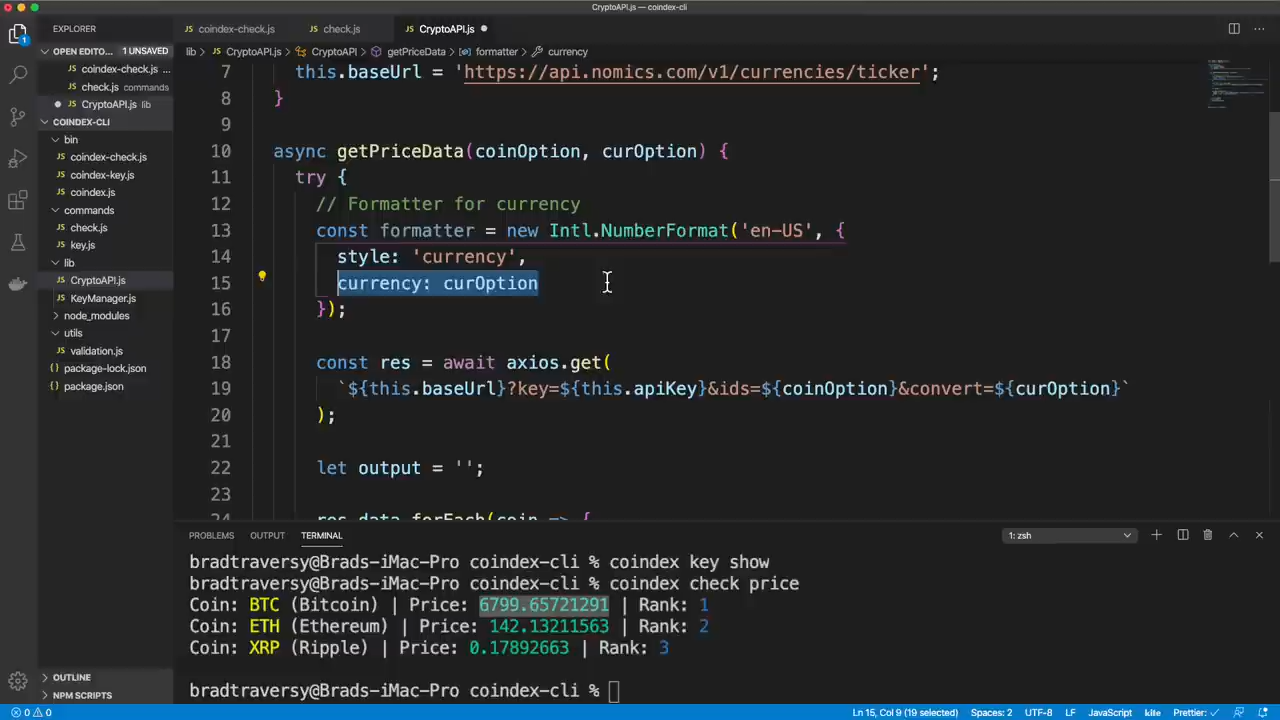 CryptoAPI.js — coindex-cli
EXPLORER
coindex-check.js
check.js
CryptoAPI.js
OPEN EDITO... 1 UNSAVED
coindex-check.js ...
check.js commands
CryptoAPI.js lib
COINDEX-CLI
bin
coindex-check.js
coindex-key.js
coindex.js
commands
check.js
key.js
lib
CryptoAPI.js
KeyManager.js
node_modules
utils
validation.js
package-lock.json
package.json
OUTLINE
NPM SCRIPTS
lib > CryptoAPI.js > CryptoAPI > getPriceData > formatter > currency
7 this.baseUrl = 'https://api.nomics.com/v1/currencies/ticker';
8 }
9
10 async getPriceData(coinOption, curOption) {
11 try {
12 // Formatter for currency
13 const formatter = new Intl.NumberFormat('en-US', {
14 style: 'currency',
15 currency: curOption
16 });
17
18 const res = await axios.get(
19 `${this.baseUrl}?key=${this.apiKey}&ids=${coinOption}&convert=${curOption}`
20 );
21
22 let output = '';
23
24 res.data.forEach(coin => {
PROBLEMS OUTPUT TERMINAL 1: zsh
bradtraversy@Brads-iMac-Pro coindex-cli % coindex key show
bradtraversy@Brads-iMac-Pro coindex-cli % coindex check price
Coin: BTC (Bitcoin) | Price: 6799.65721291 | Rank: 1
Coin: ETH (Ethereum) | Price: 142.13211563 | Rank: 2
Coin: XRP (Ripple) | Price: 0.17892663 | Rank: 3
bradtraversy@Brads-iMac-Pro coindex-cli %
0 0 Ln 15, Col 9 (19 selected) Spaces: 2 UTF-8 LF JavaScript kite Prettier: ✓